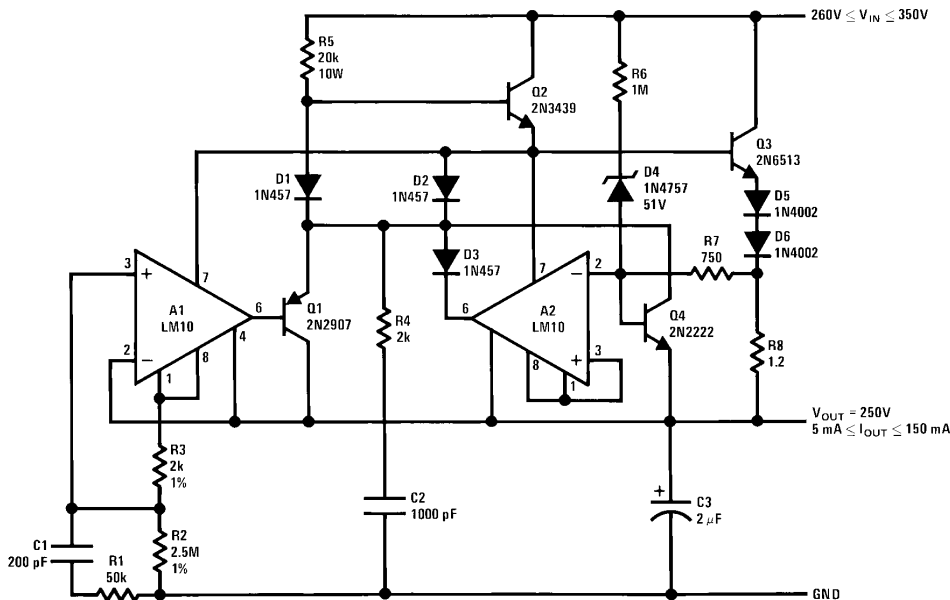 260V ≤ VIN ≤ 350V
R5
20k
10W
Q2
2N3439
R6
1M
Q3
2N6513
D1
1N457
D2
1N457
D4
1N4757
51V
D5
1N4002
D6
1N4002
D3
1N457
R7
750
3
+
7
A1
LM10
6
4
2
−
8
1
Q1
2N2907
R4
2k
7
−
2
6
A2
LM10
+
3
8
1
Q4
2N2222
R8
1.2
VOUT = 250V
5 mA ≤ IOUT ≤ 150 mA
R3
2k
1%
C2
1000 pF
+
C3
2 μF
R2
2.5M
1%
C1
200 pF
R1
50k
GND